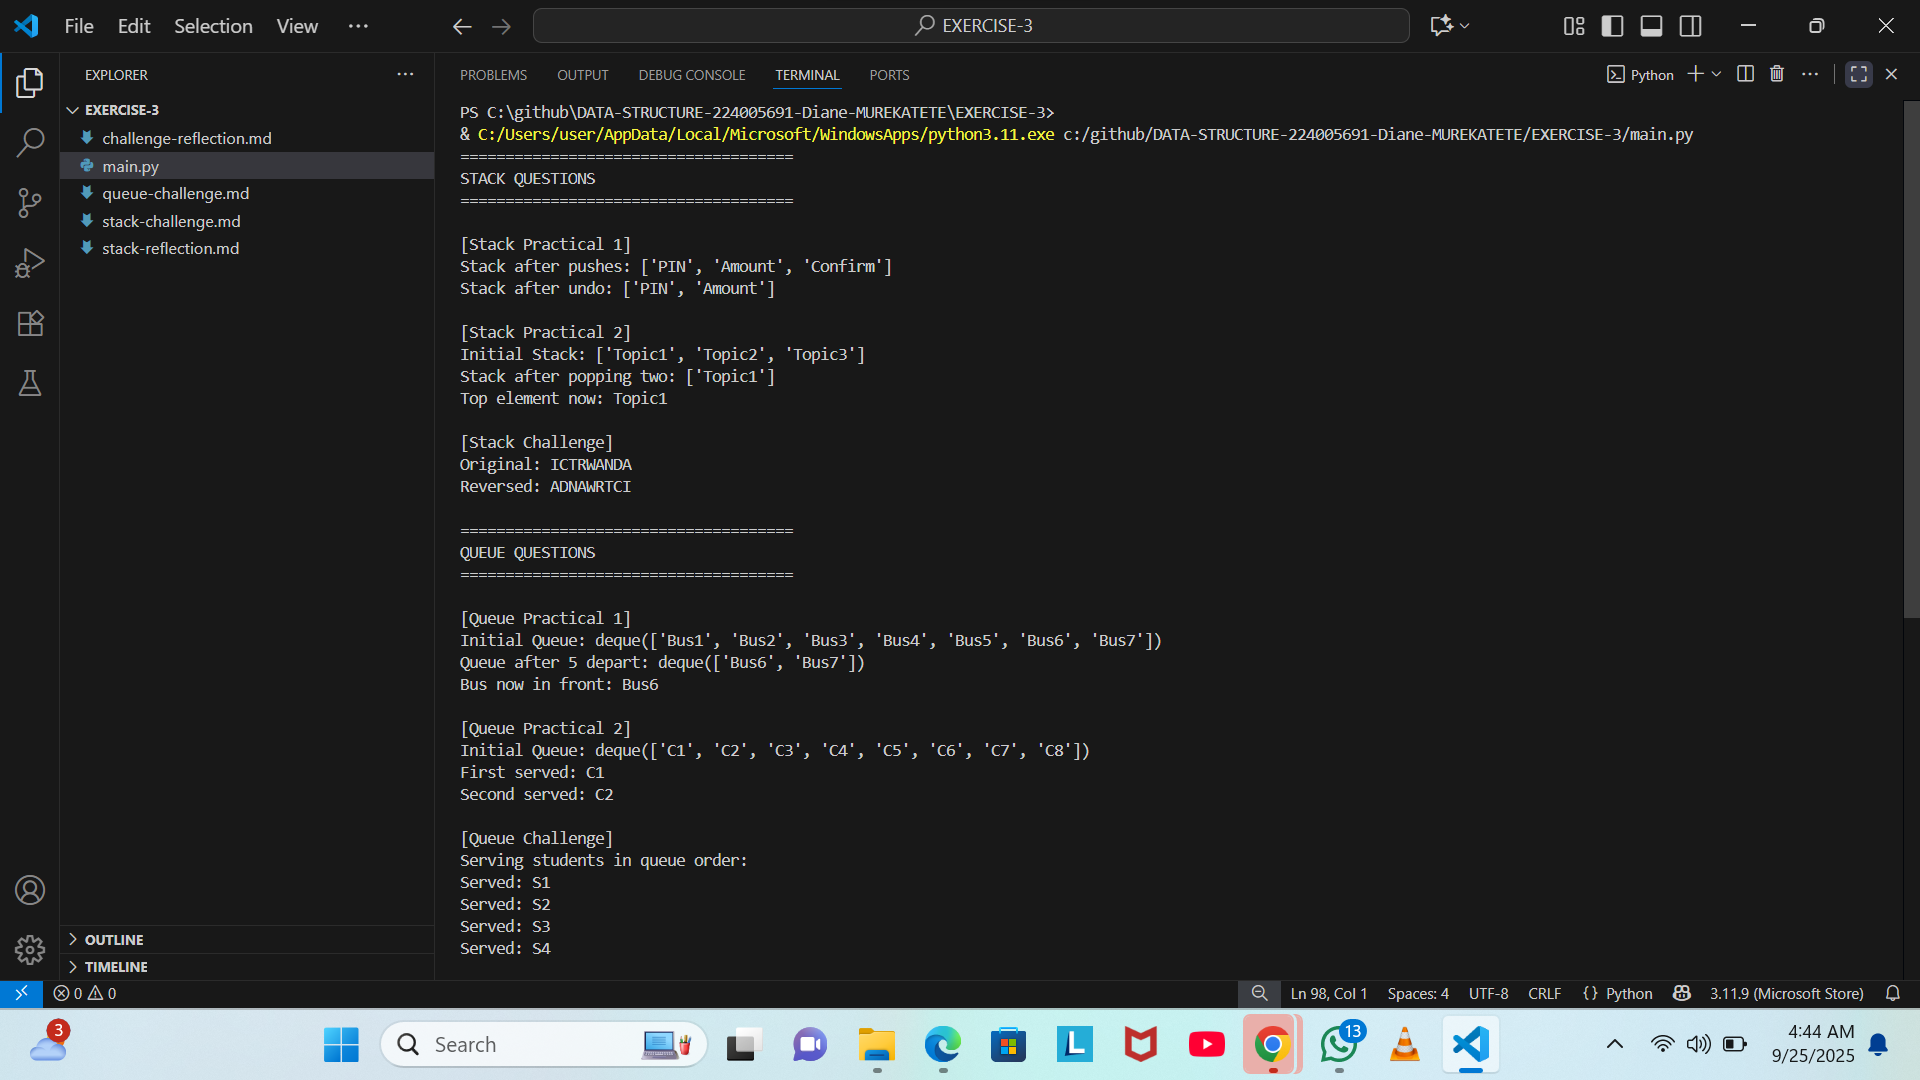 File Edit Selection View ··· EXERCISE-3
EXPLORER ···
EXERCISE-3
challenge-reflection.md
main.py
queue-challenge.md
stack-challenge.md
stack-reflection.md
OUTLINE
TIMELINE
PROBLEMS OUTPUT DEBUG CONSOLE TERMINAL PORTS Python
PS C:\github\DATA-STRUCTURE-224005691-Diane-MUREKATETE\EXERCISE-3>
& C:/Users/user/AppData/Local/Microsoft/WindowsApps/python3.11.exe c:/github/DATA-STRUCTURE-224005691-Diane-MUREKATETE/EXERCISE-3/main.py
=====================================
STACK QUESTIONS
=====================================
[Stack Practical 1]
Stack after pushes: ['PIN', 'Amount', 'Confirm']
Stack after undo: ['PIN', 'Amount']
[Stack Practical 2]
Initial Stack: ['Topic1', 'Topic2', 'Topic3']
Stack after popping two: ['Topic1']
Top element now: Topic1
[Stack Challenge]
Original: ICTRWANDA
Reversed: ADNAWRTCI
=====================================
QUEUE QUESTIONS
=====================================
[Queue Practical 1]
Initial Queue: deque(['Bus1', 'Bus2', 'Bus3', 'Bus4', 'Bus5', 'Bus6', 'Bus7'])
Queue after 5 depart: deque(['Bus6', 'Bus7'])
Bus now in front: Bus6
[Queue Practical 2]
Initial Queue: deque(['C1', 'C2', 'C3', 'C4', 'C5', 'C6', 'C7', 'C8'])
First served: C1
Second served: C2
[Queue Challenge]
Serving students in queue order:
Served: S1
Served: S2
Served: S3
Served: S4
0 0 Ln 98, Col 1 Spaces: 4 UTF-8 CRLF {} Python 3.11.9 (Microsoft Store)
3 Search L 13 4:44 AM
9/25/2025